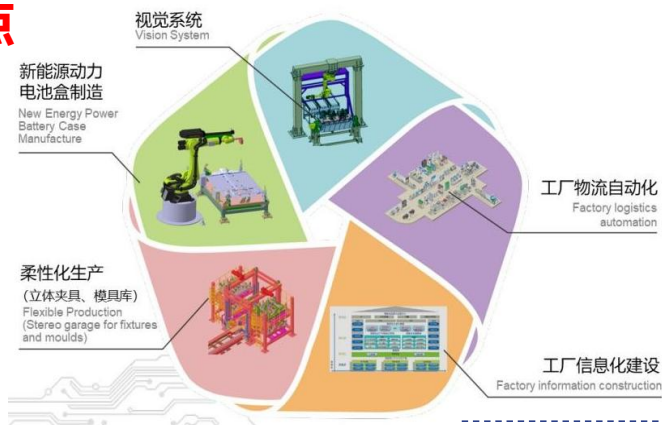 点
视觉系统
Vision System
新能源动力
电池盒制造
New Energy Power
Battery Case
Manufacture
工厂物流自动化
Factory logistics
automation
柔性化生产
（立体夹具、模具库）
Flexible Production
(Stereo garage for fixtures
and moulds)
工厂信息化建设
Factory information construction